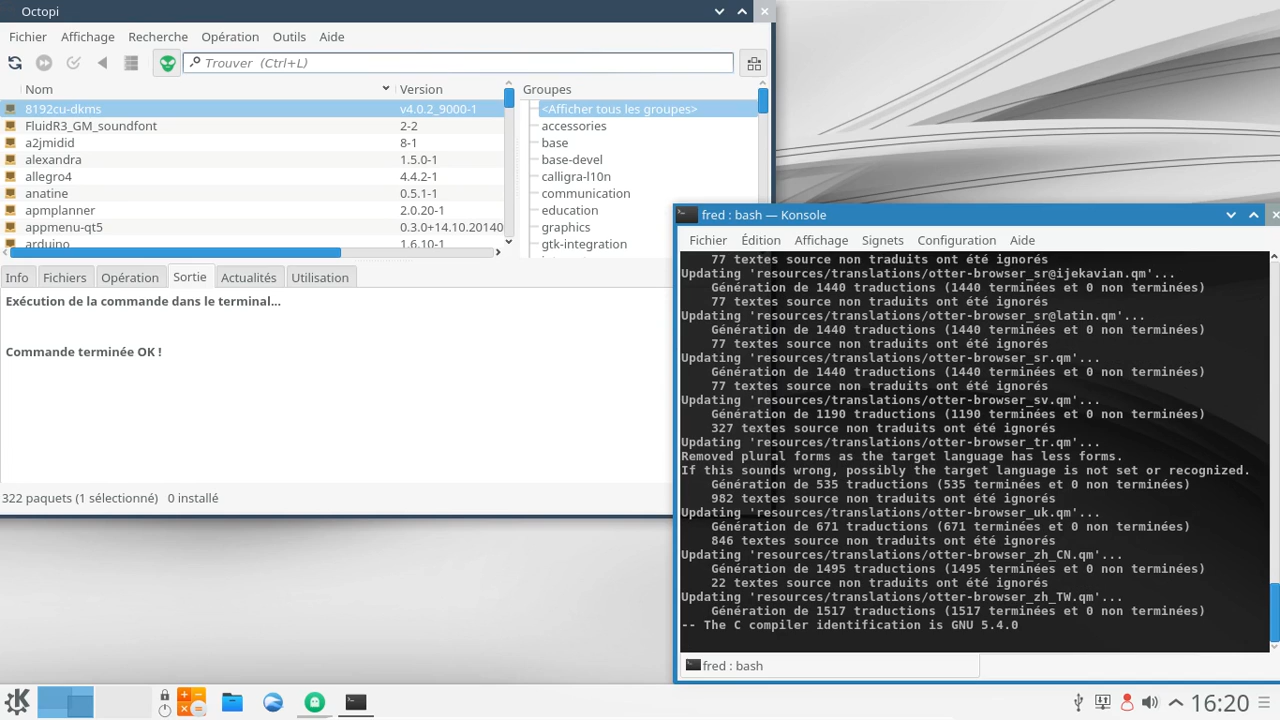 Octopi
Fichier Affichage Recherche Opération Outils Aide
Trouver (Ctrl+L)
Nom Version
8192cu-dkms v4.0.2_9000-1
FluidR3_GM_soundfont 2-2
a2jmidid 8-1
alexandra 1.5.0-1
allegro4 4.4.2-1
anatine 0.5.1-1
apmplanner 2.0.20-1
appmenu-qt5 0.3.0+14.10.20140
arduino 1.6.10-1
Groupes
<Afficher tous les groupes>
accessories
base
base-devel
calligra-l10n
communication
education
graphics
gtk-integration
Info Fichiers Opération Sortie Actualités Utilisation
Exécution de la commande dans le terminal...
Commande terminée OK !
322 paquets (1 sélectionné) 0 installé
fred : bash — Konsole
Fichier Édition Affichage Signets Configuration Aide
77 textes source non traduits ont été ignorés
Updating 'resources/translations/otter-browser_sr@ijekavian.qm'...
Génération de 1440 traductions (1440 terminées et 0 non terminées)
77 textes source non traduits ont été ignorés
Updating 'resources/translations/otter-browser_sr@latin.qm'...
Génération de 1440 traductions (1440 terminées et 0 non terminées)
77 textes source non traduits ont été ignorés
Updating 'resources/translations/otter-browser_sr.qm'...
Génération de 1440 traductions (1440 terminées et 0 non terminées)
77 textes source non traduits ont été ignorés
Updating 'resources/translations/otter-browser_sv.qm'...
Génération de 1190 traductions (1190 terminées et 0 non terminées)
327 textes source non traduits ont été ignorés
Updating 'resources/translations/otter-browser_tr.qm'...
Removed plural forms as the target language has less forms.
If this sounds wrong, possibly the target language is not set or recognized.
Génération de 535 traductions (535 terminées et 0 non terminées)
982 textes source non traduits ont été ignorés
Updating 'resources/translations/otter-browser_uk.qm'...
Génération de 671 traductions (671 terminées et 0 non terminées)
846 textes source non traduits ont été ignorés
Updating 'resources/translations/otter-browser_zh_CN.qm'...
Génération de 1495 traductions (1495 terminées et 0 non terminées)
22 textes source non traduits ont été ignorés
Updating 'resources/translations/otter-browser_zh_TW.qm'...
Génération de 1517 traductions (1517 terminées et 0 non terminées)
-- The C compiler identification is GNU 5.4.0
fred : bash
16:20